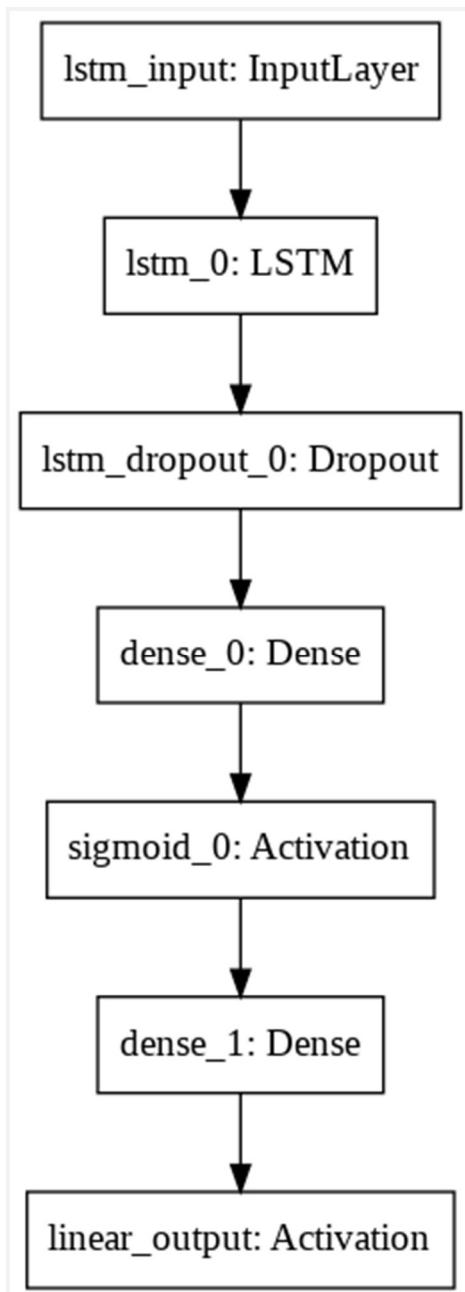 lstm_input: InputLayer
lstm_0: LSTM
lstm_dropout_0: Dropout
dense_0: Dense
sigmoid_0: Activation
dense_1: Dense
linear_output: Activation